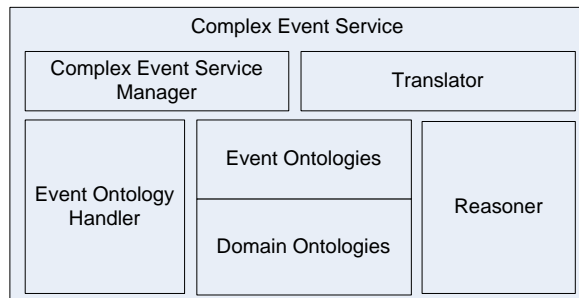 Complex Event Service
Complex Event Service
Manager
Translator
Event Ontology
Handler
Event Ontologies
Domain Ontologies
Reasoner